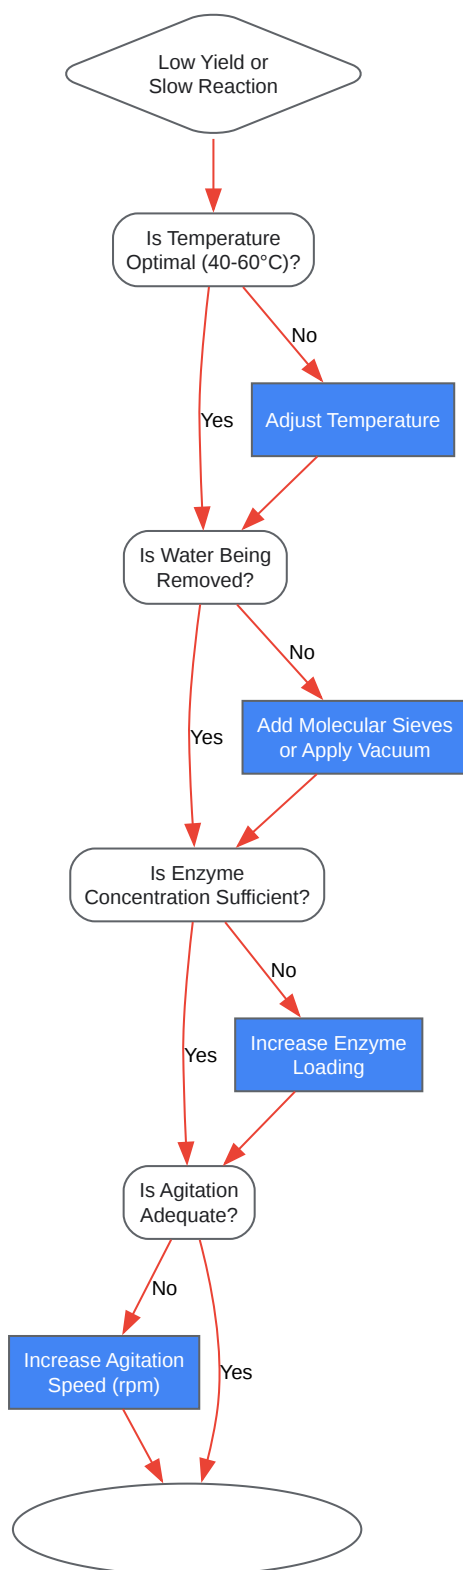 Low Yield or
Slow Reaction
Is Temperature
Optimal (40-60°C)?
No
Yes
Adjust Temperature
Is Water Being
Removed?
No
Yes
Add Molecular Sieves
or Apply Vacuum
Is Enzyme
Concentration Sufficient?
No
Yes
Increase Enzyme
Loading
Is Agitation
Adequate?
No
Increase Agitation
Speed (rpm)
Yes